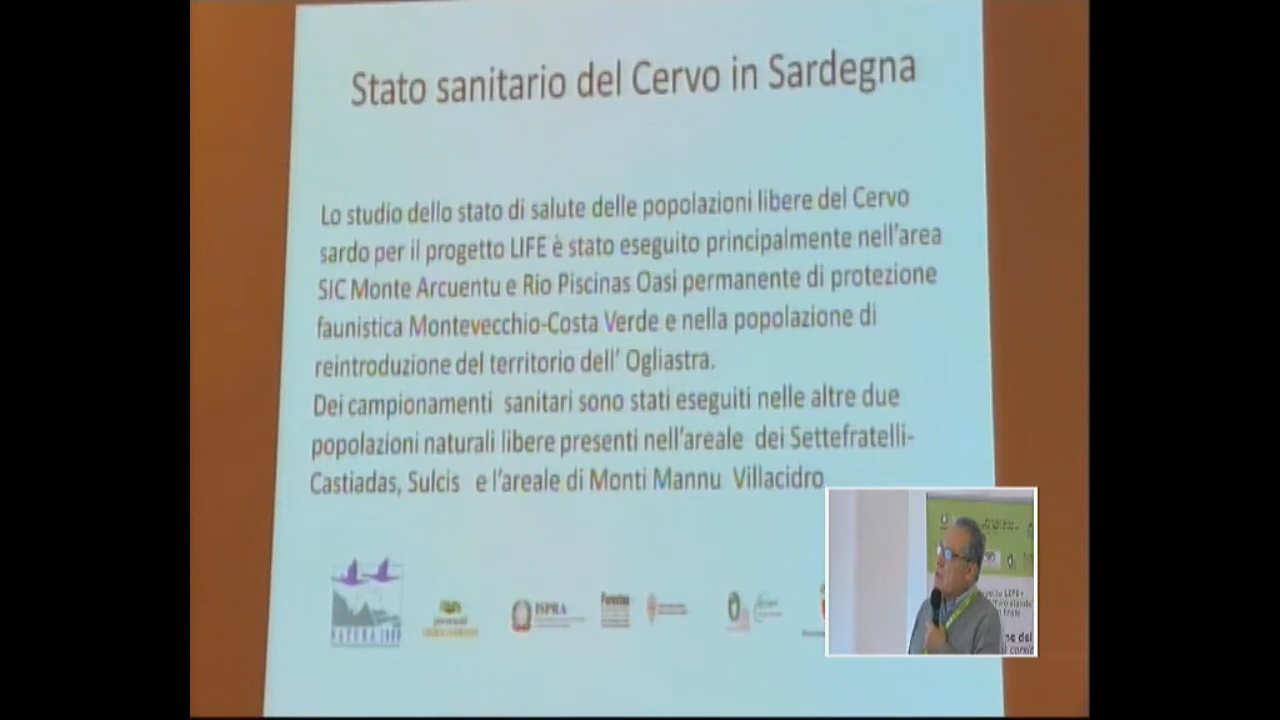 Stato sanitario del Cervo in Sardegna
Lo studio dello stato di salute delle popolazioni libere del Cervo
sardo per il progetto LIFE è stato eseguito principalmente nell'area
SIC Monte Arcuentu e Rio Piscinas Oasi permanente di protezione
faunistica Montevecchio-Costa Verde e nella popolazione di
reintroduzione del territorio dell' Ogliastra.
Dei campionamenti sanitari sono stati eseguiti nelle altre due
popolazioni naturali libere presenti nell'areale dei Settefratelli-
Castiadas, Sulcis e l'areale di Monti Mannu Villacidro
NATURA 2000
ISPRA